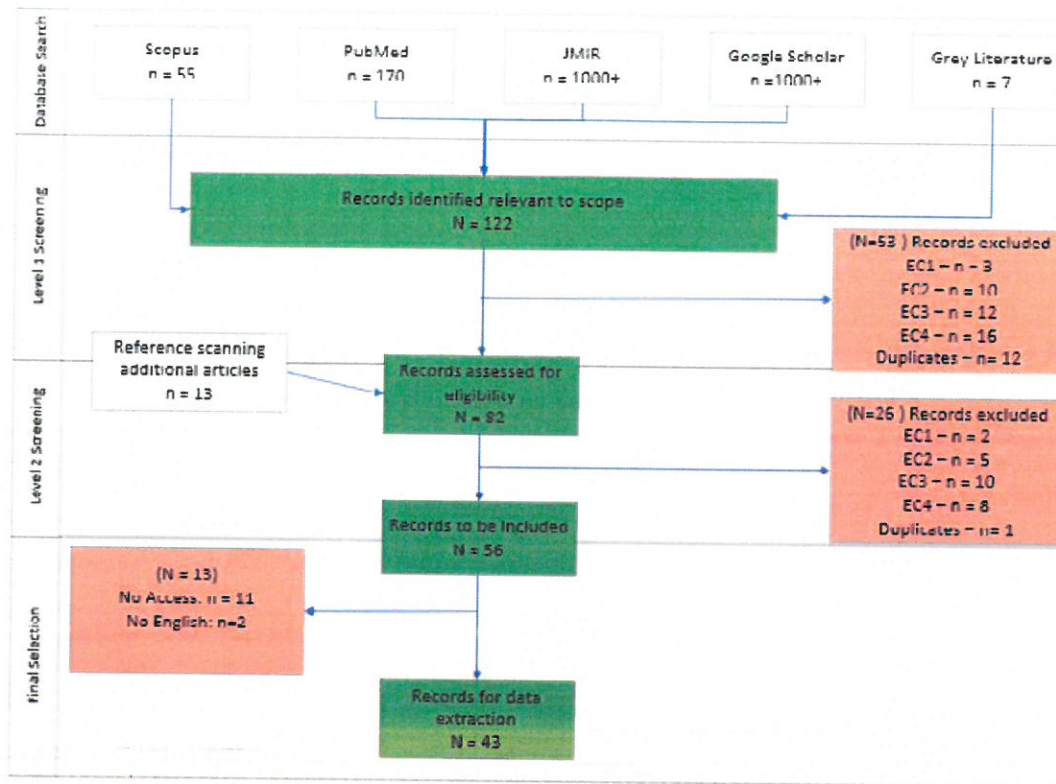 Database Search
Scopus
n = 55
PubMed
n = 170
JMIR
n = 1000+
Google Scholar
n =1000+
Grey Literature
n = 7
Level 1 Screening
Records identified relevant to scope
N = 122
(N=53 ) Records excluded
EC1 – n – 3
EC2 – n = 10
EC3 – n = 12
EC4 – n = 16
Duplicates – n= 12
Level 2 Screening
Reference scanning
additional articles
n = 13
Records assessed for
eligibility
N = 82
(N=26 ) Records excluded
EC1 – n = 2
EC2 – n = 5
EC3 – n = 10
EC4 – n = 8
Duplicates – n= 1
Records to be included
N = 56
Final Selection
(N = 13)
No Access: n = 11
No English: n=2
Records for data
extraction
N = 43